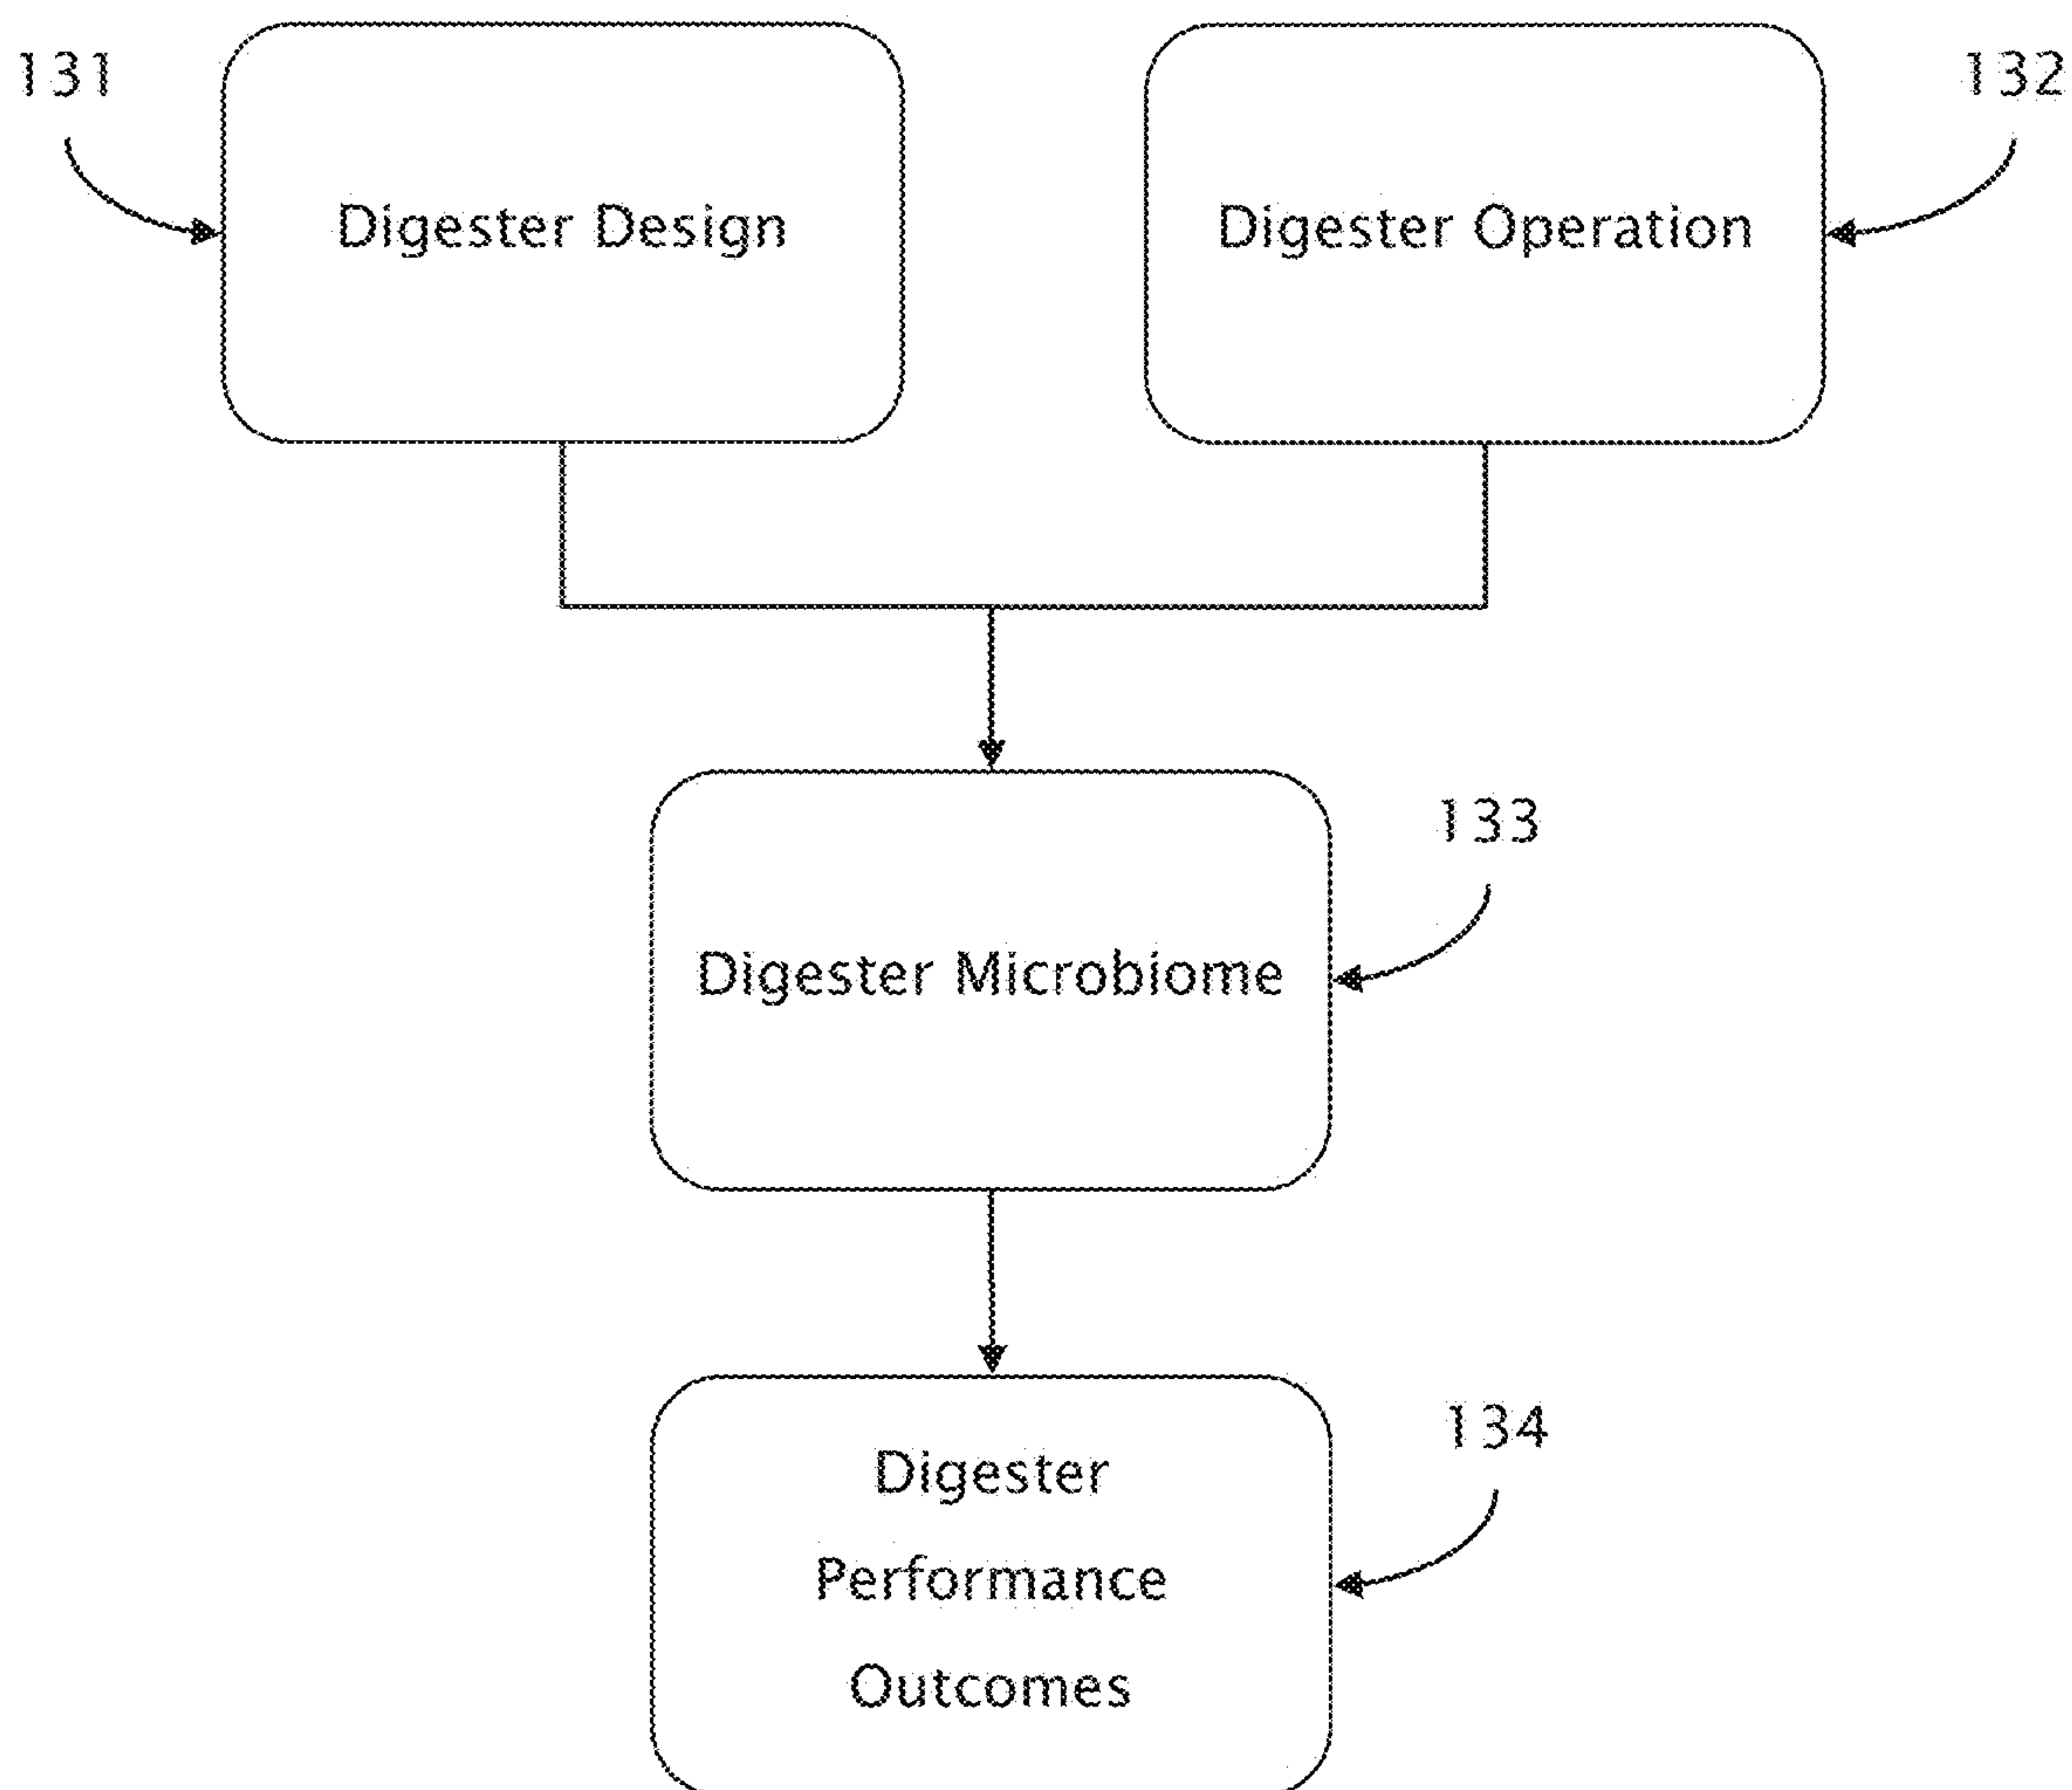 131
132
Digester Design
Digester Operation
133
Digester Microbiome
134
Digester
Performance
Outcomes